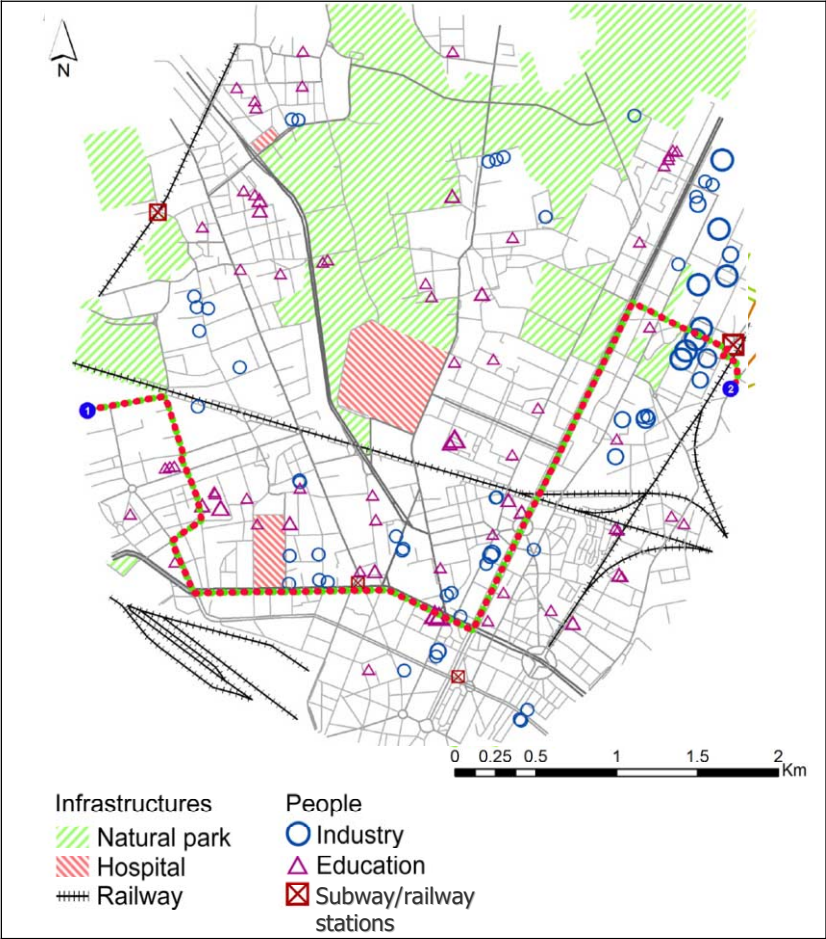 N
1
2
0 0.25 0.5 1 1.5 2
Km
Infrastructures
Natural park
Hospital
Railway
People
Industry
Education
Subway/railway
stations